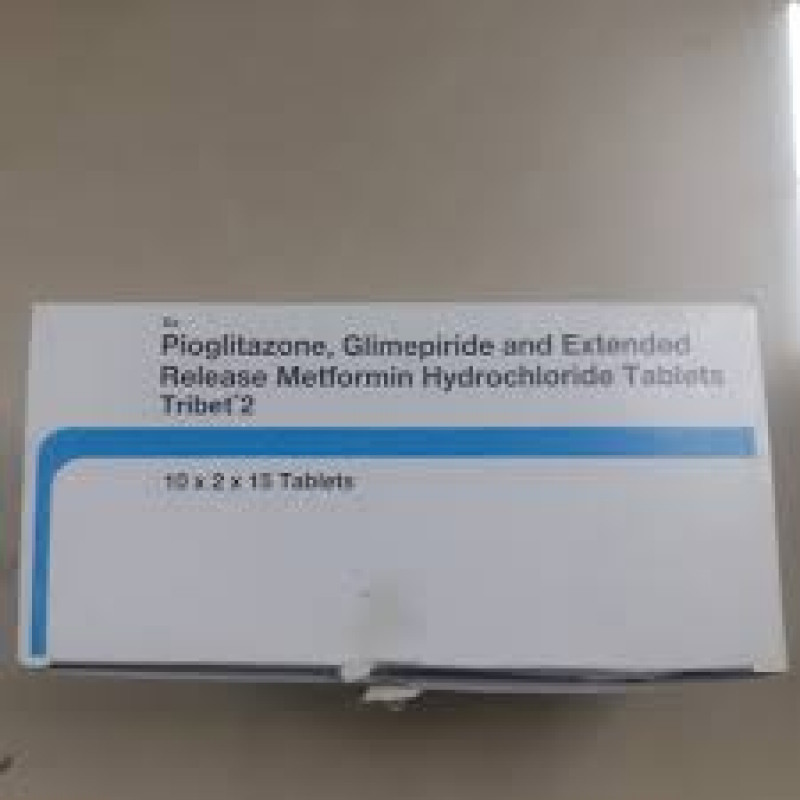 Rx
Pioglitazone, Glimepiride and Extended
Release Metformin Hydrochloride Tablets
Tribet®2
10 x 2 x 15 Tablets